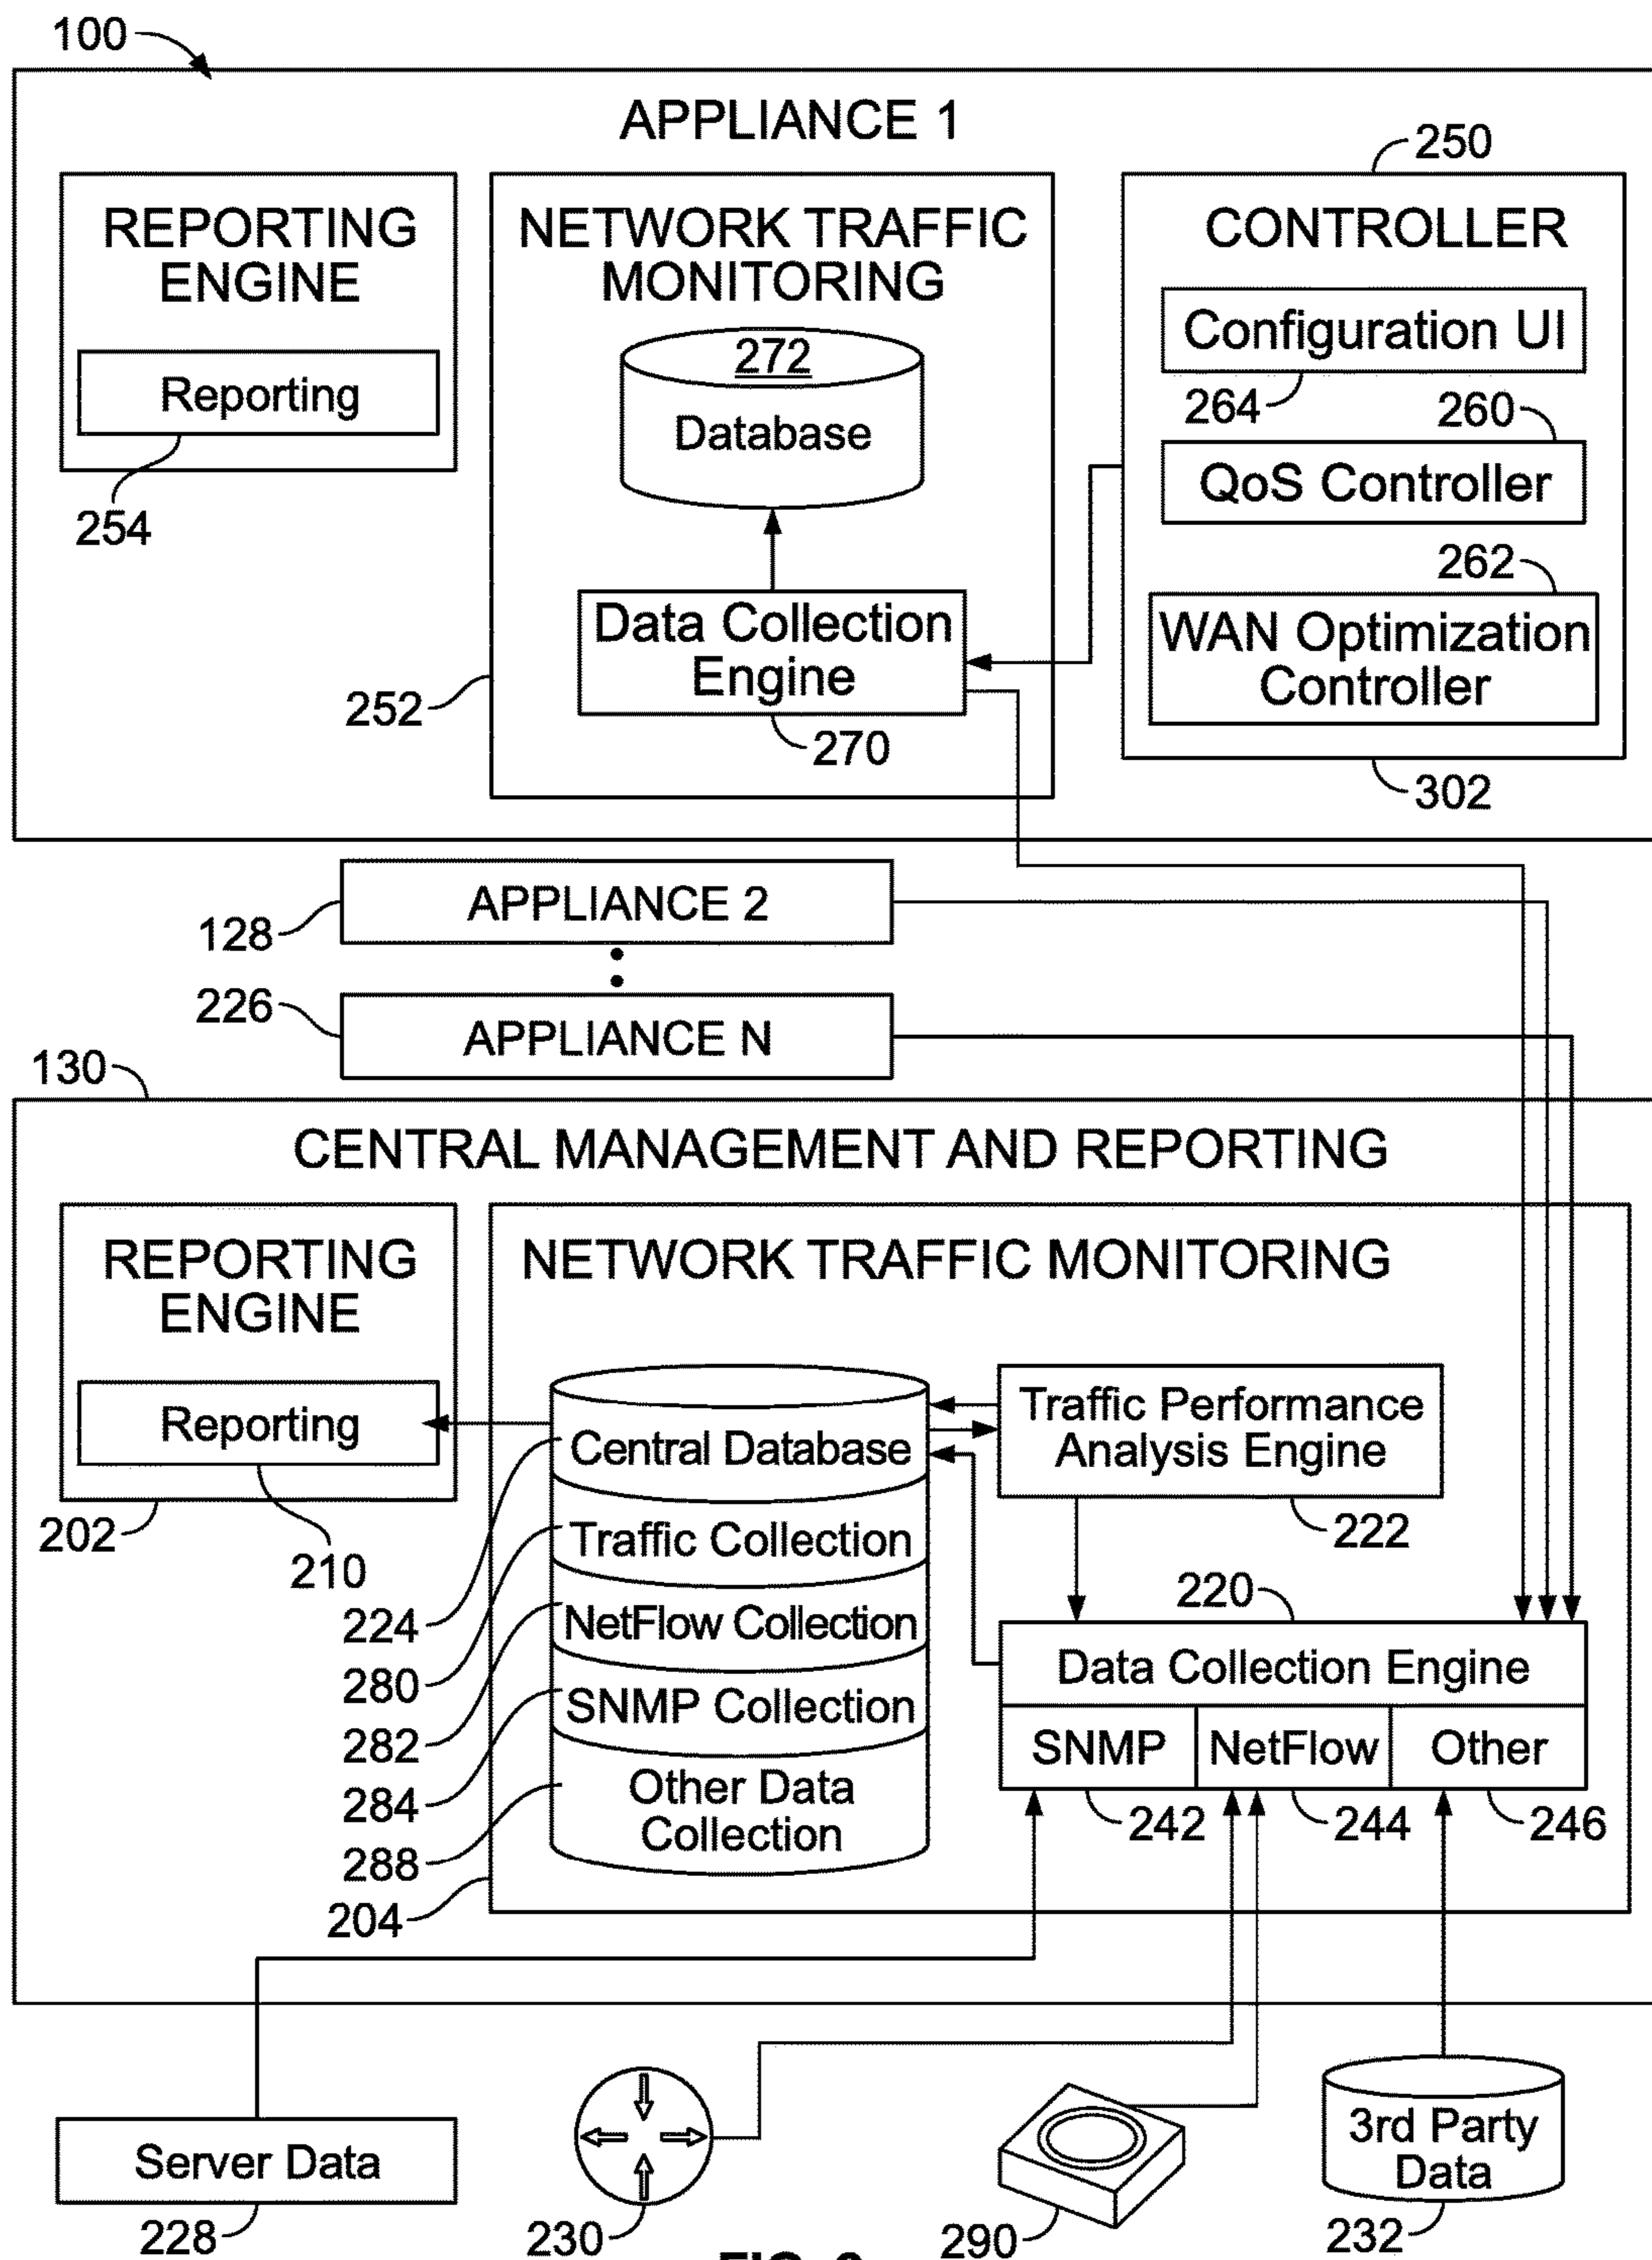 100
APPLIANCE 1
250
REPORTING
ENGINE
Reporting
254
NETWORK TRAFFIC
MONITORING
272
Database
Data Collection
Engine
252
270
CONTROLLER
Configuration UI
264
260
QoS Controller
262
WAN Optimization
Controller
302
APPLIANCE 2
128
226
APPLIANCE N
130
CENTRAL MANAGEMENT AND REPORTING
REPORTING
ENGINE
Reporting
202
210
NETWORK TRAFFIC MONITORING
Central Database
Traffic Collection
NetFlow Collection
SNMP Collection
Other Data
Collection
224
280
282
284
288
204
Traffic Performance
Analysis Engine
222
220
Data Collection Engine
SNMP
NetFlow
Other
242
244
246
Server Data
228
230
290
3rd Party
Data
232